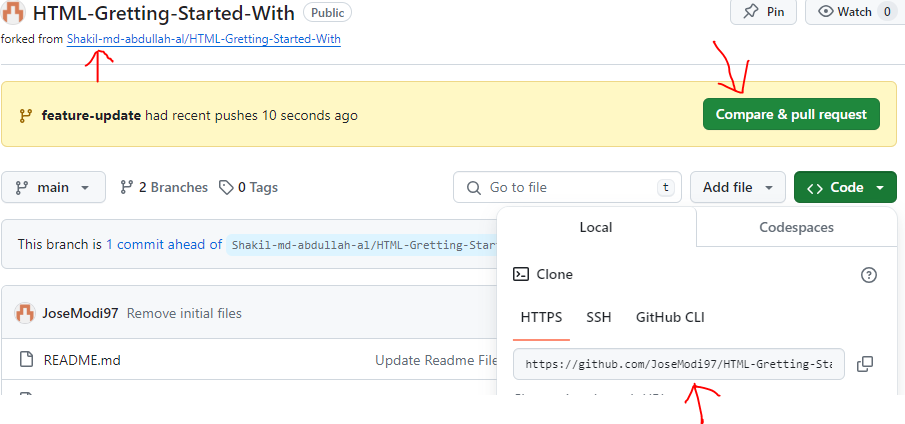 HTML-Gretting-Started-With Public Pin Watch 0
forked from Shakil-md-abdullah-al/HTML-Gretting-Started-With
feature-update had recent pushes 10 seconds ago Compare & pull request
main 2 Branches 0 Tags Go to file t Add file <> Code
This branch is 1 commit ahead of Shakil-md-abdullah-al/HTML-Gretting-Star
Local Codespaces
Clone
JoseModi97 Remove initial files
HTTPS SSH GitHub CLI
README.md Update Readme File
https://github.com/JoseModi97/HTML-Gretting-Sta